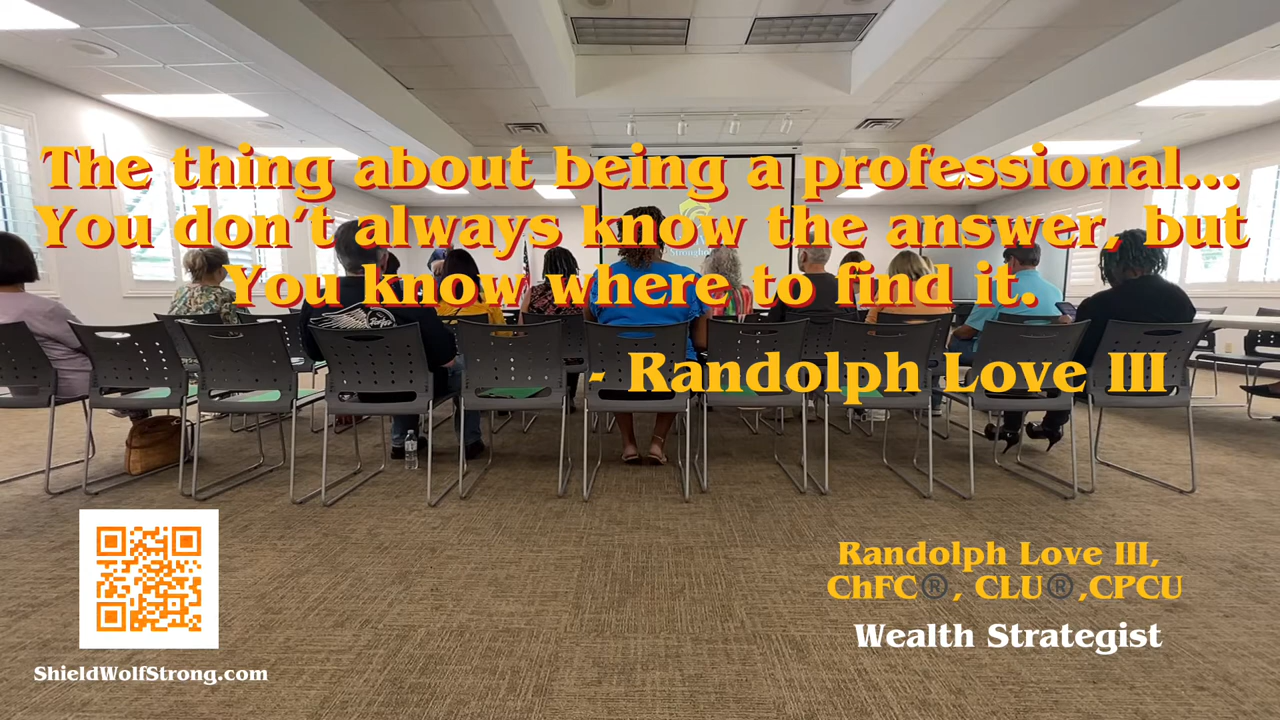 The thing about being a professional...
You don't always know the answer, but
You know where to find it.
- Randolph Love III
Randolph Love III,
ChFC®, CLU®,CPCU
Wealth Strategist
ShieldWolfStrong.com